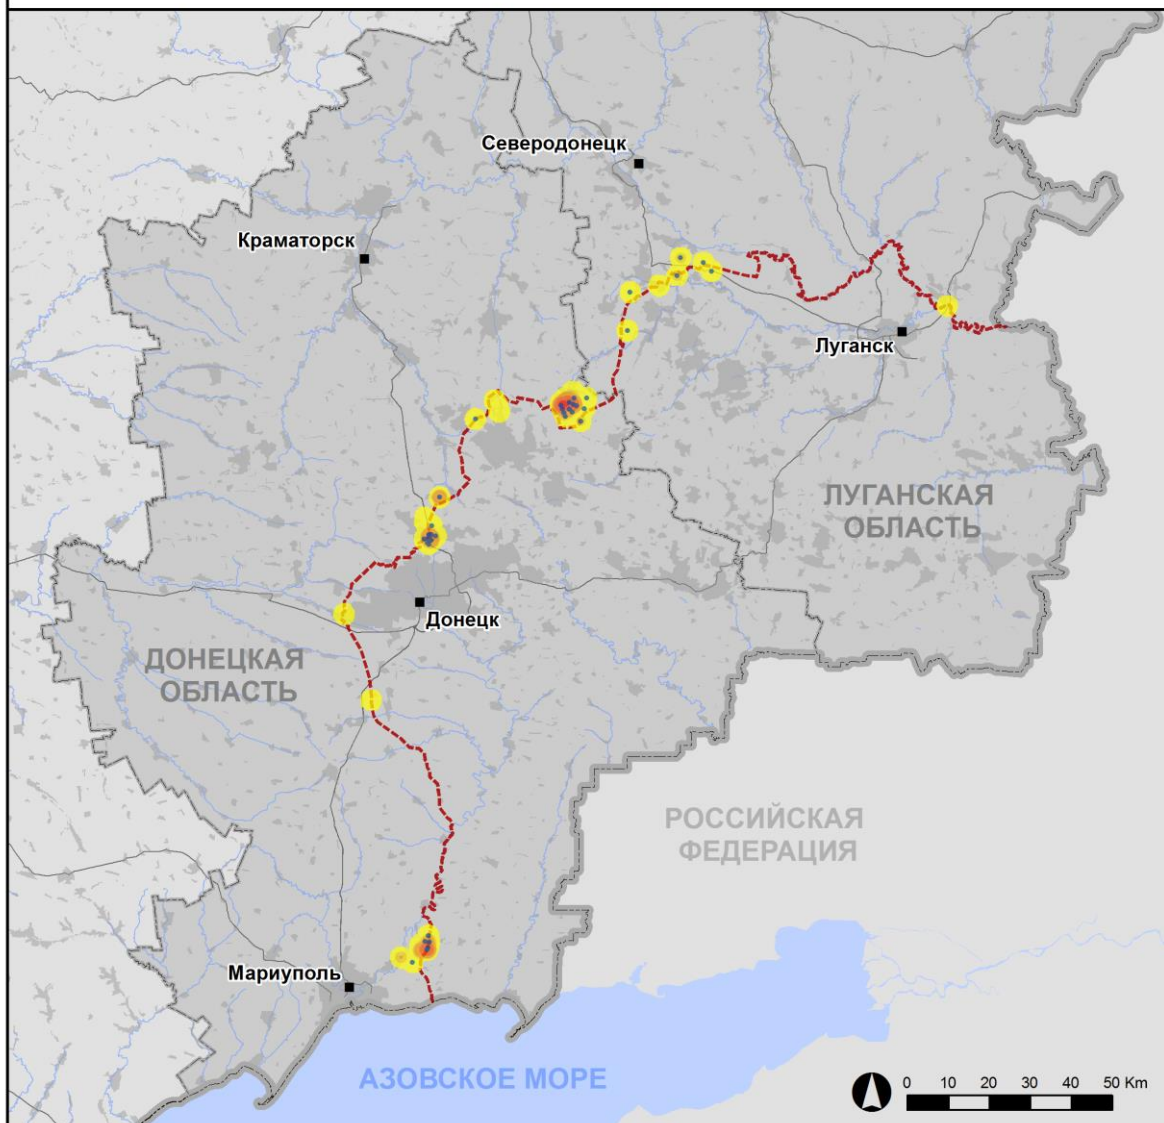 Северодонецк
Краматорск
Луганск
ЛУГАНСКАЯ
ОБЛАСТЬ
Донецк
ДОНЕЦКАЯ
ОБЛАСТЬ
РОССИЙСКАЯ
ФЕДЕРАЦИЯ
Мариуполь
АЗОВСКОЕ МОРЕ
0 10 20 30 40 50 Km